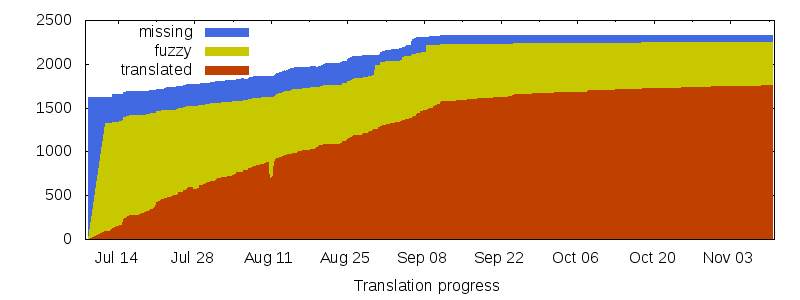 2500
2000
1500
1000
500
0
missing
fuzzy
translated
Jul 14 Jul 28 Aug 11 Aug 25 Sep 08 Sep 22 Oct 06 Oct 20 Nov 03
Translation progress